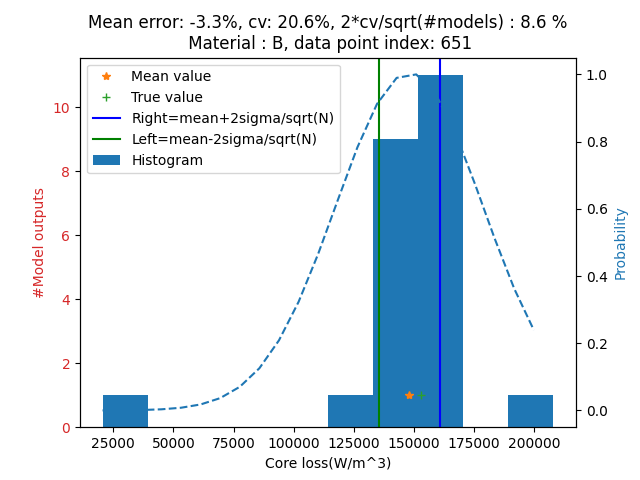 Mean error: -3.3%, cv: 20.6%, 2*cv/sqrt(#models) : 8.6 %
Material : B, data point index: 651
Mean value
True value
Right=mean+2sigma/sqrt(N)
Left=mean-2sigma/sqrt(N)
Histogram
#Model outputs
10
8
6
4
2
0
1.0
0.8
0.6
0.4
0.2
0.0
Probability
25000 50000 75000 100000 125000 150000 175000 200000
Core loss(W/m^3)